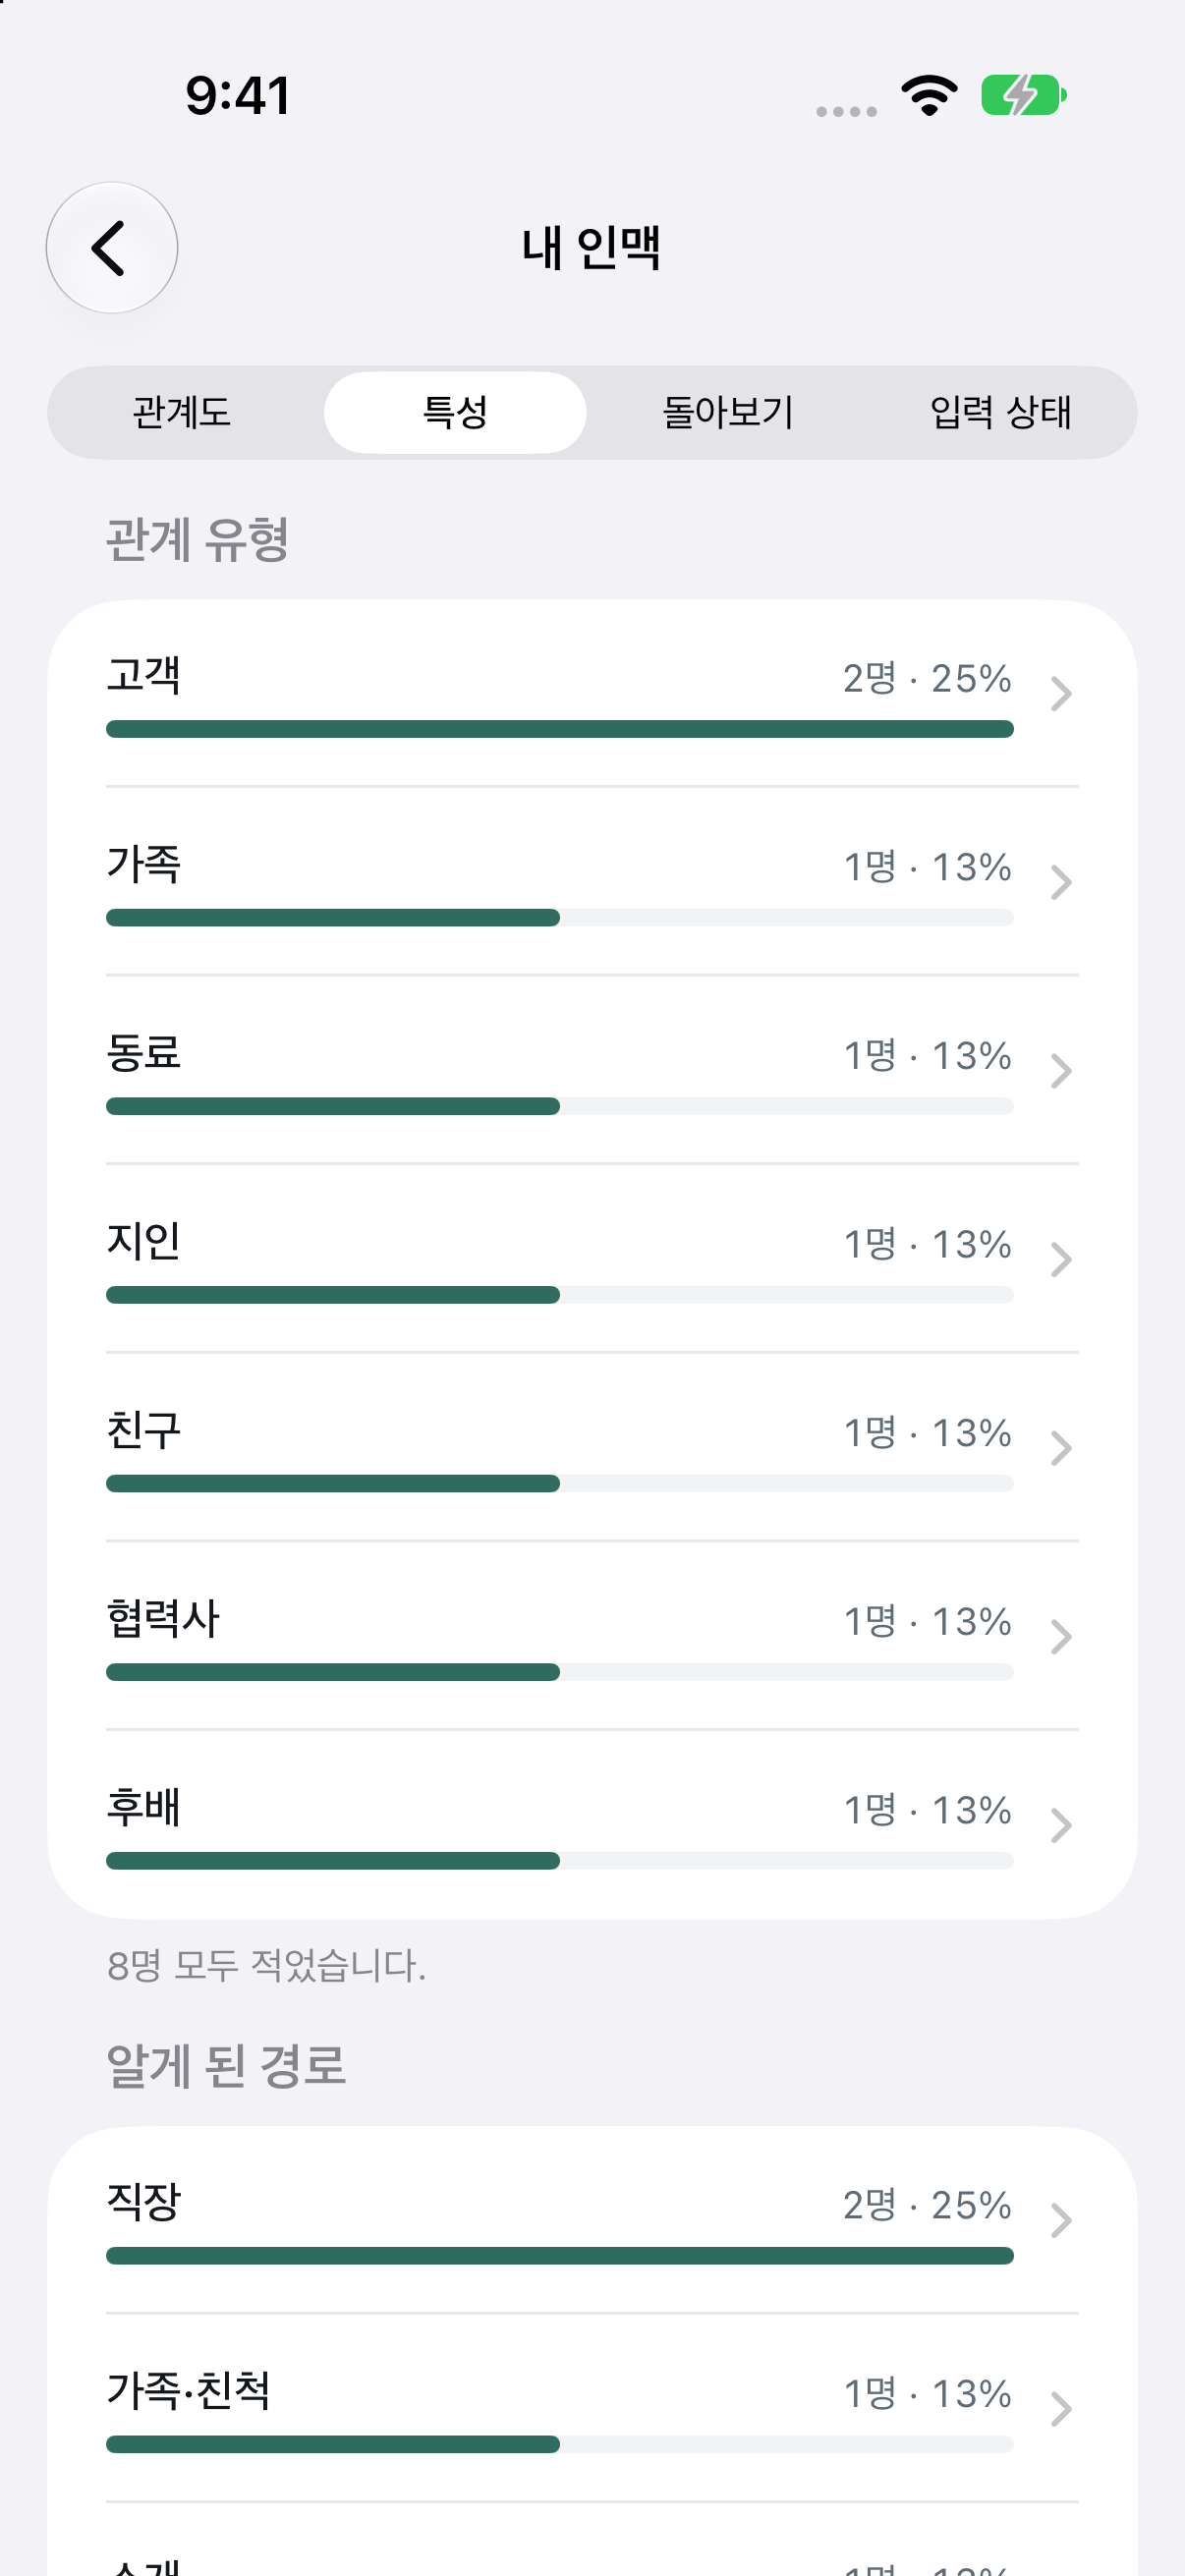 9:41
내 인맥
관계도 특성 돌아보기 입력 상태
관계 유형
고객 2명 · 25%
가족 1명 · 13%
동료 1명 · 13%
지인 1명 · 13%
친구 1명 · 13%
협력사 1명 · 13%
후배 1명 · 13%
8명 모두 적었습니다.
알게 된 경로
직장 2명 · 25%
가족·친척 1명 · 13%